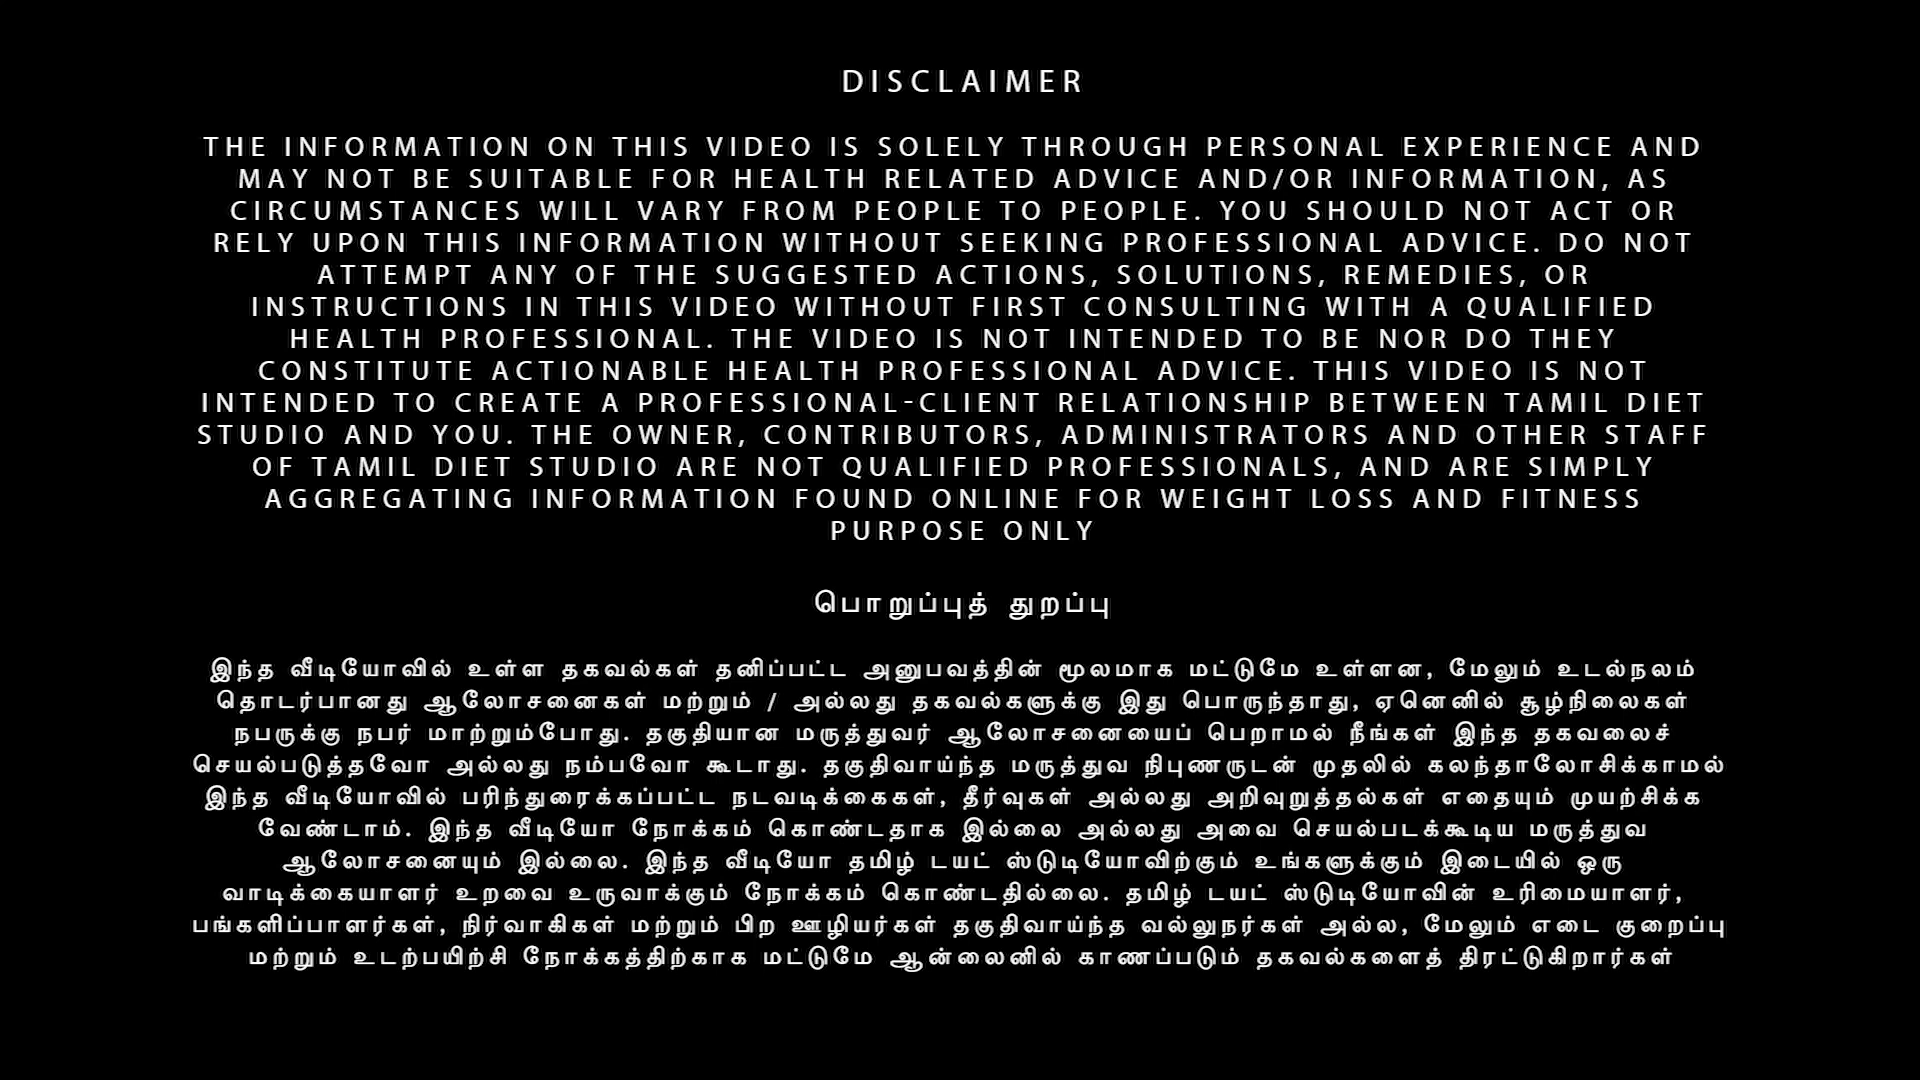 DISCLAIMER
THE INFORMATION ON THIS VIDEO IS SOLELY THROUGH PERSONAL EXPERIENCE AND
MAY NOT BE SUITABLE FOR HEALTH RELATED ADVICE AND/OR INFORMATION, AS
CIRCUMSTANCES WILL VARY FROM PEOPLE TO PEOPLE. YOU SHOULD NOT ACT OR
RELY UPON THIS INFORMATION WITHOUT SEEKING PROFESSIONAL ADVICE. DO NOT
ATTEMPT ANY OF THE SUGGESTED ACTIONS, SOLUTIONS, REMEDIES, OR
INSTRUCTIONS IN THIS VIDEO WITHOUT FIRST CONSULTING WITH A QUALIFIED
HEALTH PROFESSIONAL. THE VIDEO IS NOT INTENDED TO BE NOR DO THEY
CONSTITUTE ACTIONABLE HEALTH PROFESSIONAL ADVICE. THIS VIDEO IS NOT
INTENDED TO CREATE A PROFESSIONAL-CLIENT RELATIONSHIP BETWEEN TAMIL DIET
STUDIO AND YOU. THE OWNER, CONTRIBUTORS, ADMINISTRATORS AND OTHER STAFF
OF TAMIL DIET STUDIO ARE NOT QUALIFIED PROFESSIONALS, AND ARE SIMPLY
AGGREGATING INFORMATION FOUND ONLINE FOR WEIGHT LOSS AND FITNESS
PURPOSE ONLY
பொறுப்புத் துறப்பு
இந்த வீடியோவில் உள்ள தகவல்கள் தனிப்பட்ட அனுபவத்தின் மூலமாக மட்டுமே உள்ளன, மேலும் உடல்நலம்
தொடர்பானது ஆலோசனைகள் மற்றும் / அல்லது தகவல்களுக்கு இது பொருந்தாது, ஏனெனில் சூழ்நிலைகள்
நபருக்கு நபர் மாற்றும்போது. தகுதியான மருத்துவர் ஆலோசனையைப் பெறாமல் நீங்கள் இந்த தகவலைச்
செயல்படுத்தவோ அல்லது நம்பவோ கூடாது. தகுதிவாய்ந்த மருத்துவ நிபுணருடன் முதலில் கலந்தாலோசிக்காமல்
இந்த வீடியோவில் பரிந்துரைக்கப்பட்ட நடவடிக்கைகள், தீர்வுகள் அல்லது அறிவுறுத்தல்கள் எதையும் முயற்சிக்க
வேண்டாம். இந்த வீடியோ நோக்கம் கொண்டதாக இல்லை அல்லது அவை செயல்படக்கூடிய மருத்துவ
ஆலோசனையும் இல்லை. இந்த வீடியோ தமிழ் டயட் ஸ்டுடியோவிற்கும் உங்களுக்கும் இடையில் ஒரு
வாடிக்கையாளர் உறவை உருவாக்கும் நோக்கம் கொண்டதில்லை. தமிழ் டயட் ஸ்டுடியோவின் உரிமையாளர்,
பங்களிப்பாளர்கள், நிர்வாகிகள் மற்றும் பிற ஊழியர்கள் தகுதிவாய்ந்த வல்லுநர்கள் அல்ல, மேலும் எடை குறைப்பு
மற்றும் உடற்பயிற்சி நோக்கத்திற்காக மட்டுமே ஆன்லைனில் காணப்படும் தகவல்களைத் திரட்டுகிறார்கள்